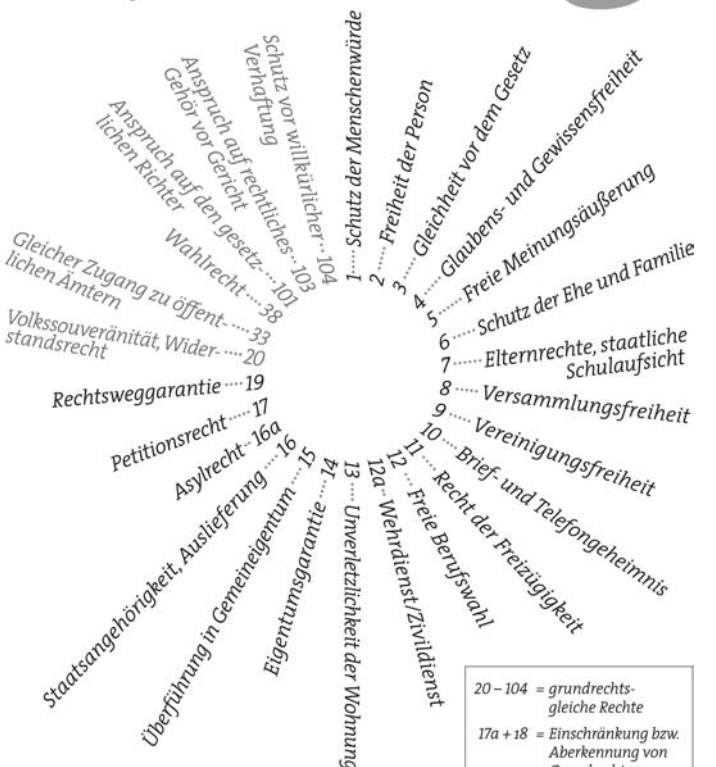 1 Schutz der Menschenwürde
2 Freiheit der Person
3 Gleichheit vor dem Gesetz
4 Glaubens- und Gewissensfreiheit
5 Freie Meinungsäußerung
6 Schutz der Ehe und Familie
7 Elternrechte, staatliche
Schulaufsicht
8 Versammlungsfreiheit
9 Vereinigungsfreiheit
10 Brief- und Telefongeheimnis
11 Recht der Freizügigkeit
12 Freie Berufswahl
12a Wehrdienst/Zivildienst
13 Unverletzlichkeit der Wohnung
14 Eigentumsgarantie
15 Überführung in Gemeineigentum
16 Staatsangehörigkeit, Auslieferung
16a Asylrecht
17 Petitionsrecht
19 Rechtsweggarantie
20 Volkssouveränität, Wider-
standsrecht
33 Gleicher Zugang zu öffent-
lichen Ämtern
38 Wahlrecht
101 Anspruch auf den gesetz-
lichen Richter
103 Anspruch auf rechtliches
Gehör vor Gericht
104 Schutz vor willkürlicher
Verhaftung
20 – 104 = grundrechts-
gleiche Rechte
17a + 18 = Einschränkung bzw.
Aberkennung von